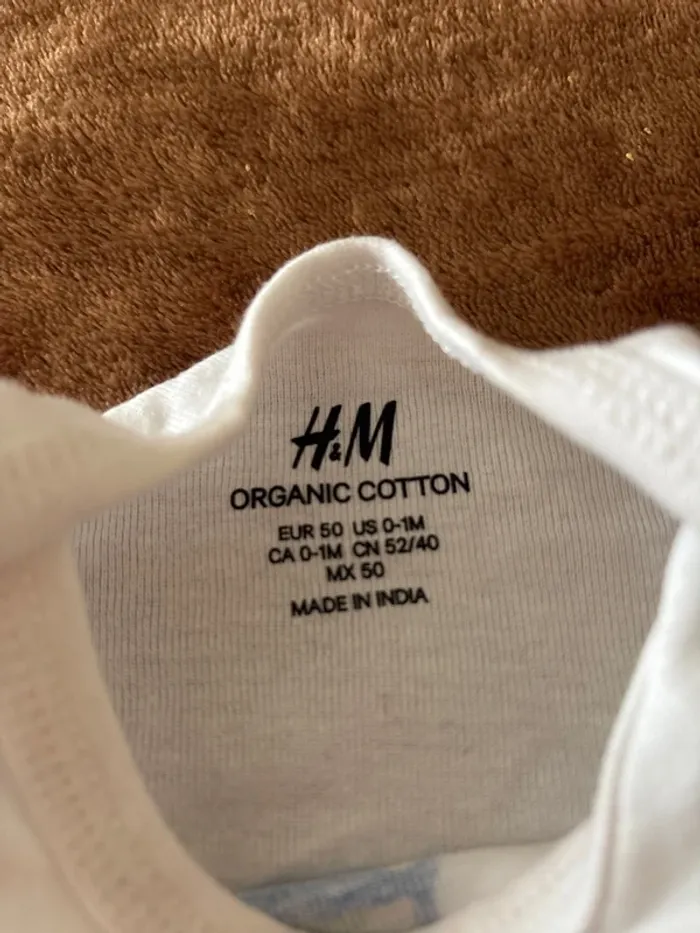 H&M
ORGANIC COTTON
EUR 50 US 0-1M
CA 0-1M CN 52/40
MX 50
MADE IN INDIA